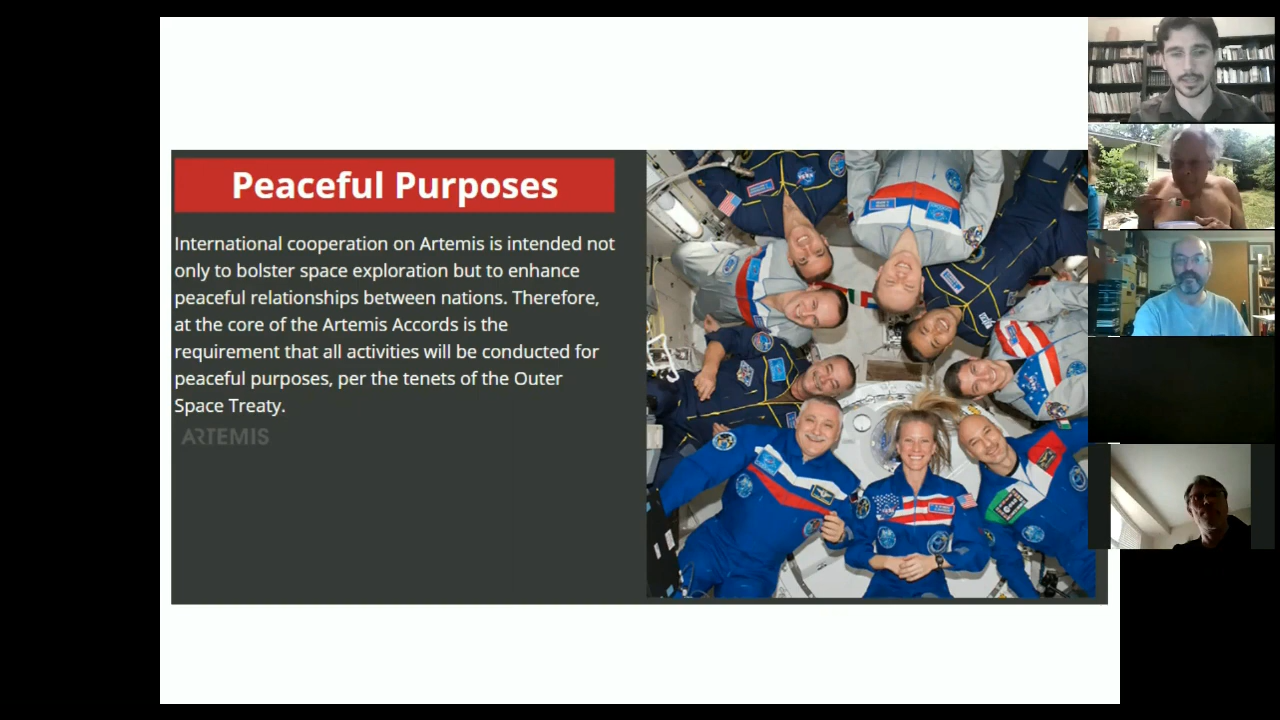 Peaceful Purposes
International cooperation on Artemis is intended not
only to bolster space exploration but to enhance
peaceful relationships between nations. Therefore,
at the core of the Artemis Accords is the
requirement that all activities will be conducted for
peaceful purposes, per the tenets of the Outer
Space Treaty.
ARTEMIS